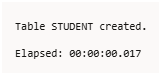 Table STUDENT created.
Elapsed: 00:00:00.017